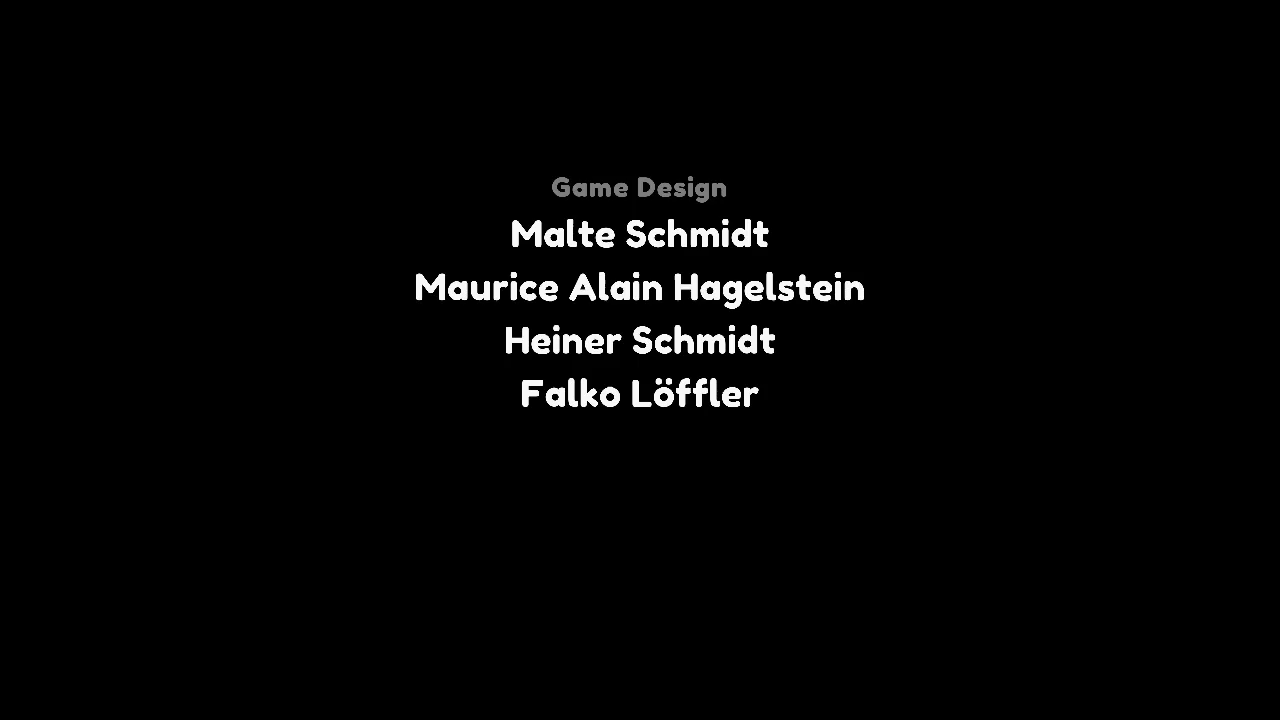 Game Design
Malte Schmidt
Maurice Alain Hagelstein
Heiner Schmidt
Falko Löffler